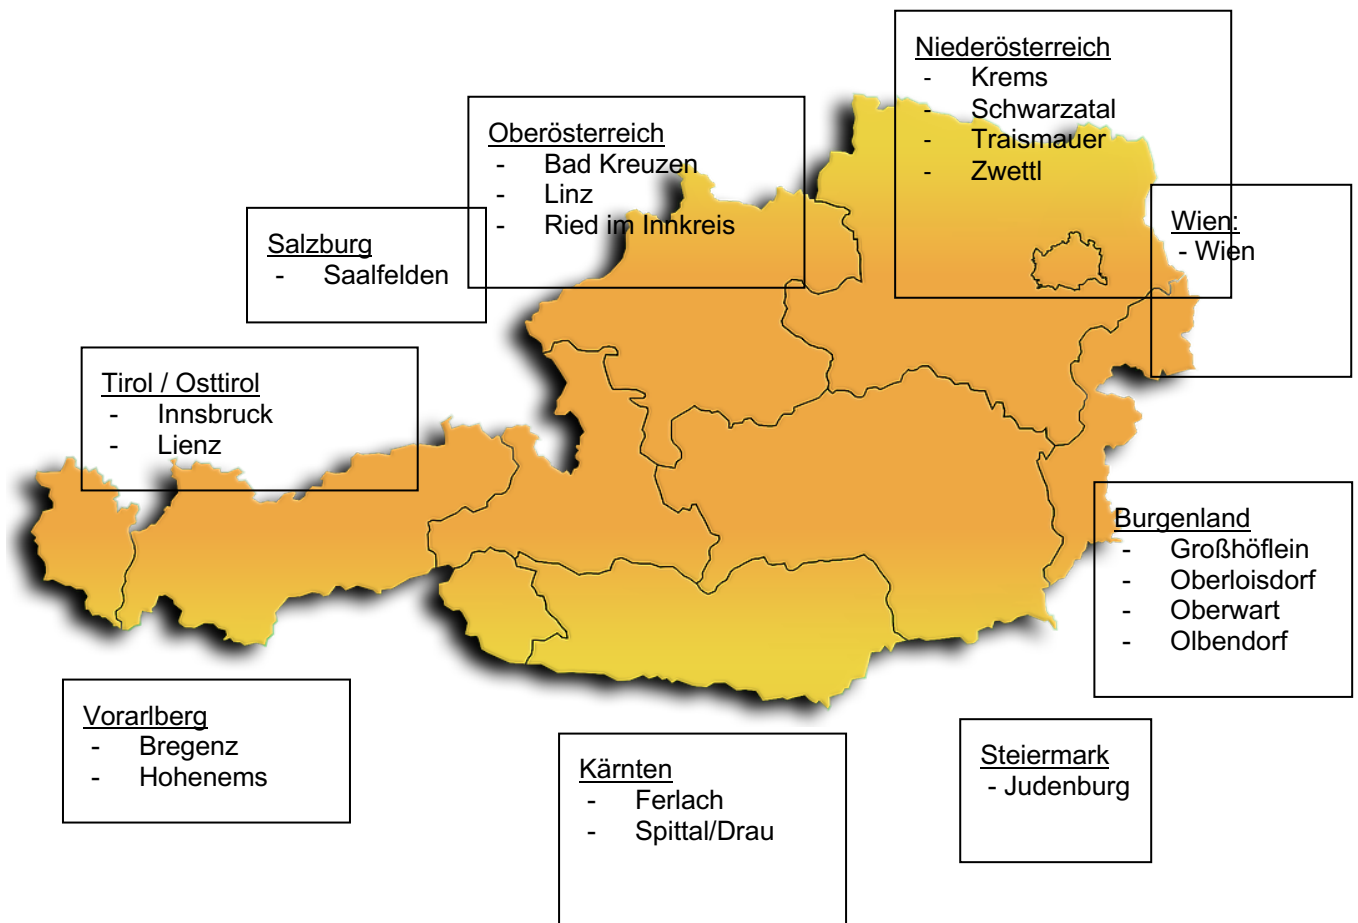 Niederösterreich
- Krems
- Schwarzatal
- Traismauer
- Zwettl
Oberösterreich
- Bad Kreuzen
- Linz
- Ried im Innkreis
Wien:
- Wien
Salzburg
- Saalfelden
Tirol / Osttirol
- Innsbruck
- Lienz
Burgenland
- Großhöflein
- Oberloisdorf
- Oberwart
- Olbendorf
Vorarlberg
- Bregenz
- Hohenems
Kärnten
- Ferlach
- Spittal/Drau
Steiermark
- Judenburg